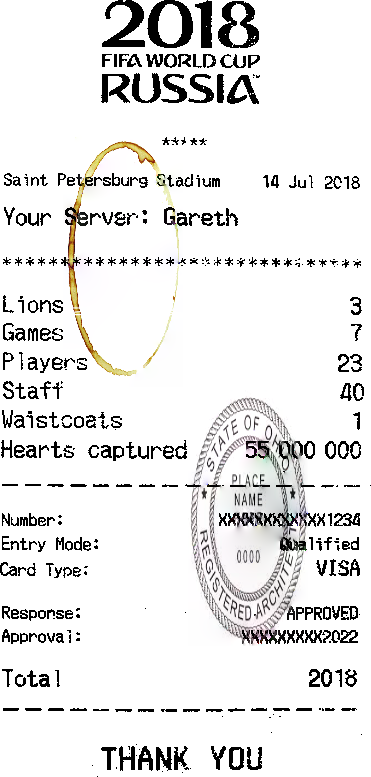 2018
FIFA WORLD CUP
RUSSIA™
*****
Saint Petersburg Stadium 14 Jul 2018
Your Server: Gareth
********************************
Lions 3
Games 7
Players 23
Staff 40
Waistcoats 1
Hearts captured 55 000 000
Number: XXXXXXXXXXXX1234
Entry Mode: Qualified
Card Type: VISA
Response: APPROVED
Approval: XXXXXXXXX2022
Total 2018
THANK YOU
STATE OF OHIO
PLACE
NAME
0000
REGISTERED ARCHITECT